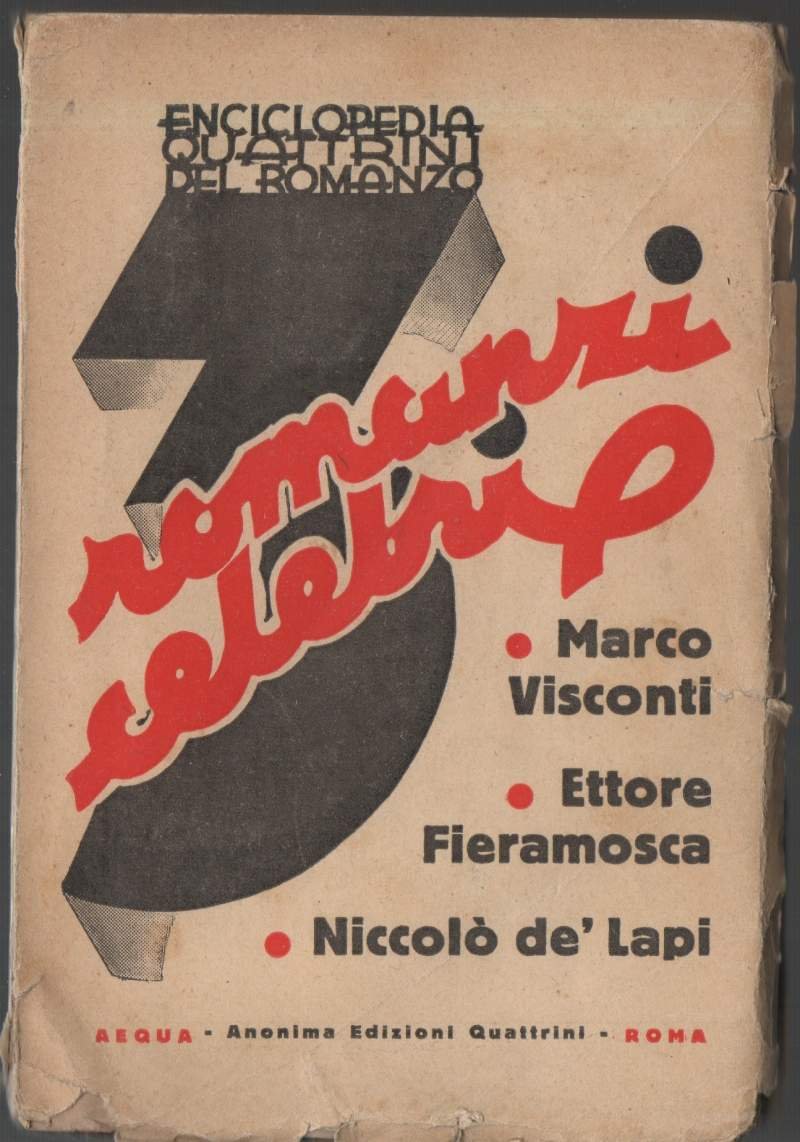 ENCICLOPEDIA
QUATTRINI
DEL ROMANZO
3
romanzi
celebri
• Marco
Visconti
• Ettore
Fieramosca
• Niccolò de' Lapi
AEQUA - Anonima Edizioni Quattrini - ROMA